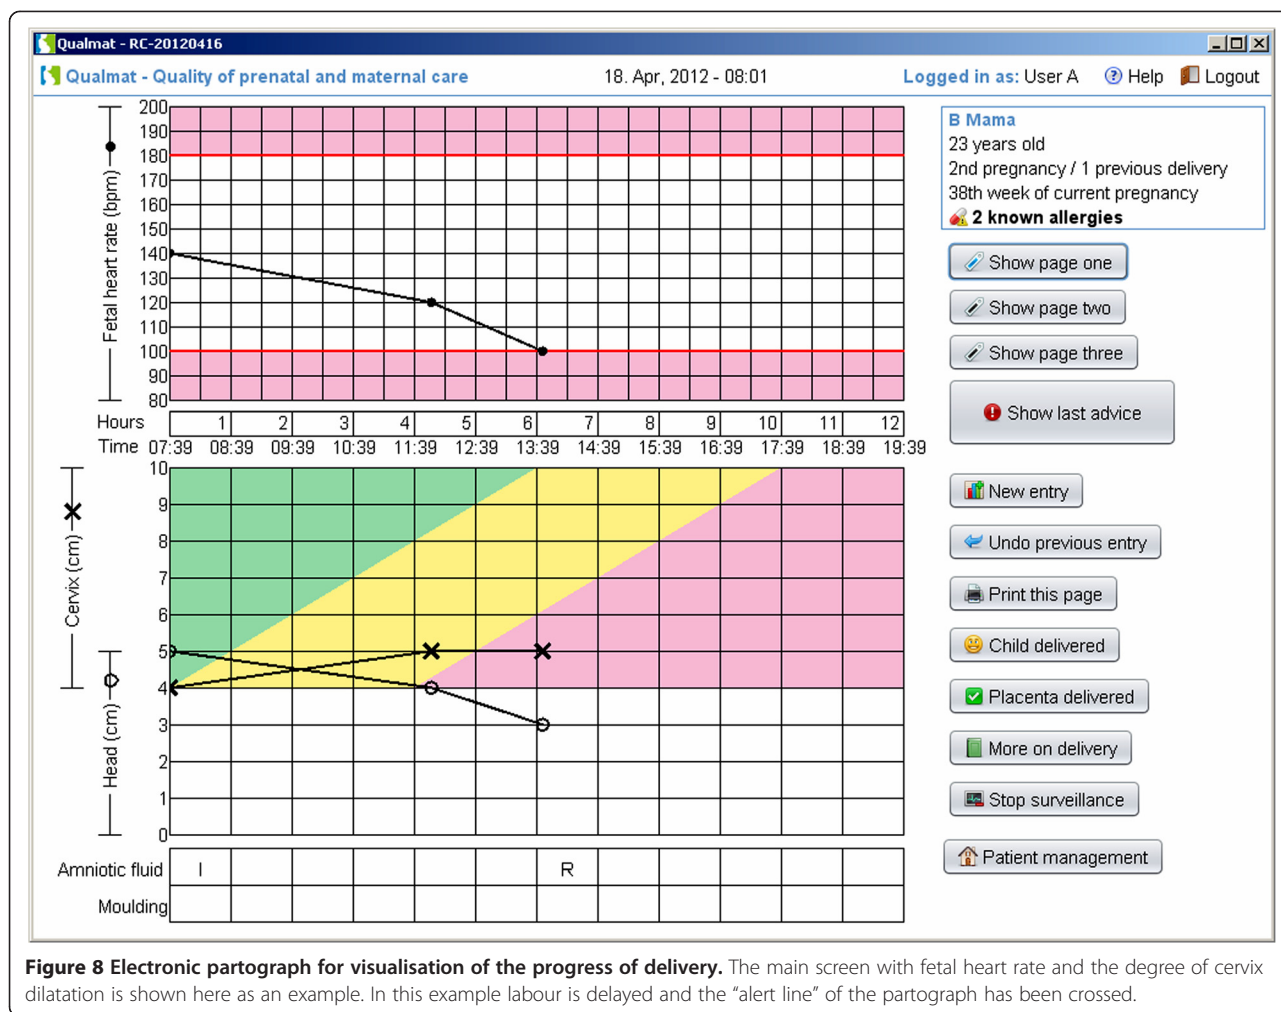 Qualmat - RC-20120416
Qualmat - Quality of prenatal and maternal care 18. Apr, 2012 - 08:01 Logged in as: User A Help Logout
B Mama
23 years old
2nd pregnancy / 1 previous delivery
38th week of current pregnancy
2 known allergies
Fetal heart rate (bpm)
200
190
180
170
160
150
140
130
120
110
100
90
80
Hours 1 2 3 4 5 6 7 8 9 10 11 12
Time 07:39 08:39 09:39 10:39 11:39 12:39 13:39 14:39 15:39 16:39 17:39 18:39 19:39
Cervix (cm)
Head (cm)
10
9
8
7
6
5
4
3
2
1
0
Amniotic fluid I R
Moulding
Show page one
Show page two
Show page three
Show last advice
New entry
Undo previous entry
Print this page
Child delivered
Placenta delivered
More on delivery
Stop surveillance
Patient management
Figure 8 Electronic partograph for visualisation of the progress of delivery. The main screen with fetal heart rate and the degree of cervix
dilatation is shown here as an example. In this example labour is delayed and the “alert line” of the partograph has been crossed.